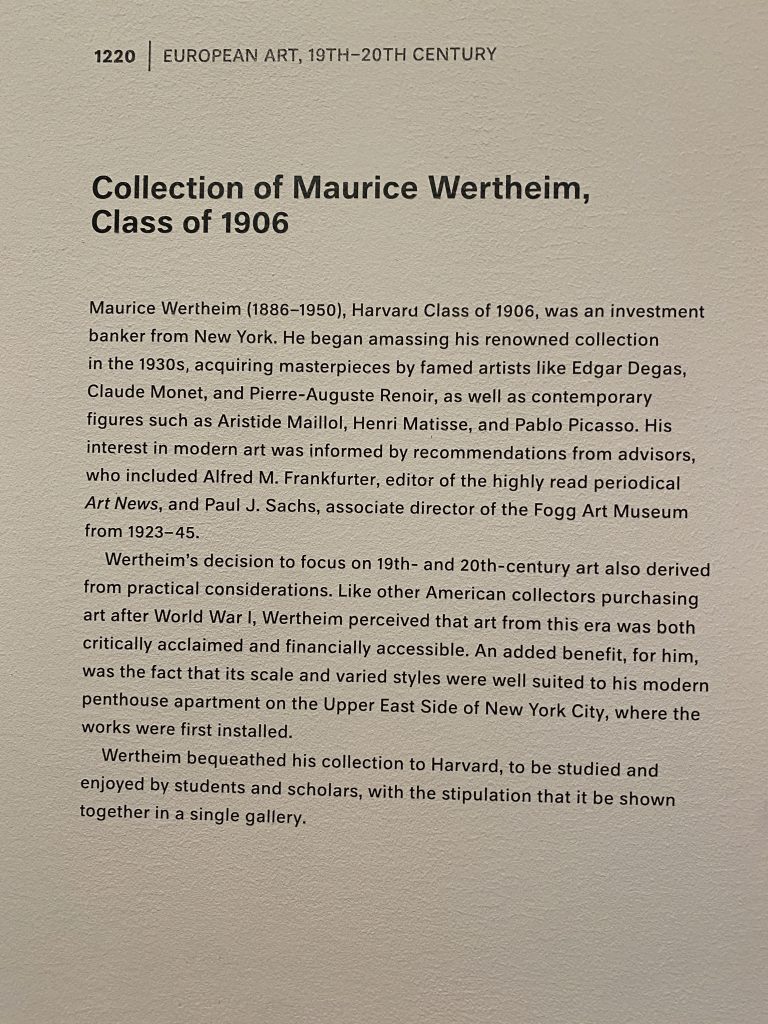 1220 | EUROPEAN ART, 19TH–20TH CENTURY
Collection of Maurice Wertheim,
Class of 1906
Maurice Wertheim (1886–1950), Harvard Class of 1906, was an investment
banker from New York. He began amassing his renowned collection
in the 1930s, acquiring masterpieces by famed artists like Edgar Degas,
Claude Monet, and Pierre-Auguste Renoir, as well as contemporary
figures such as Aristide Maillol, Henri Matisse, and Pablo Picasso. His
interest in modern art was informed by recommendations from advisors,
who included Alfred M. Frankfurter, editor of the highly read periodical
Art News, and Paul J. Sachs, associate director of the Fogg Art Museum
from 1923–45.
Wertheim’s decision to focus on 19th- and 20th-century art also derived
from practical considerations. Like other American collectors purchasing
art after World War I, Wertheim perceived that art from this era was both
critically acclaimed and financially accessible. An added benefit, for him,
was the fact that its scale and varied styles were well suited to his modern
penthouse apartment on the Upper East Side of New York City, where the
works were first installed.
Wertheim bequeathed his collection to Harvard, to be studied and
enjoyed by students and scholars, with the stipulation that it be shown
together in a single gallery.